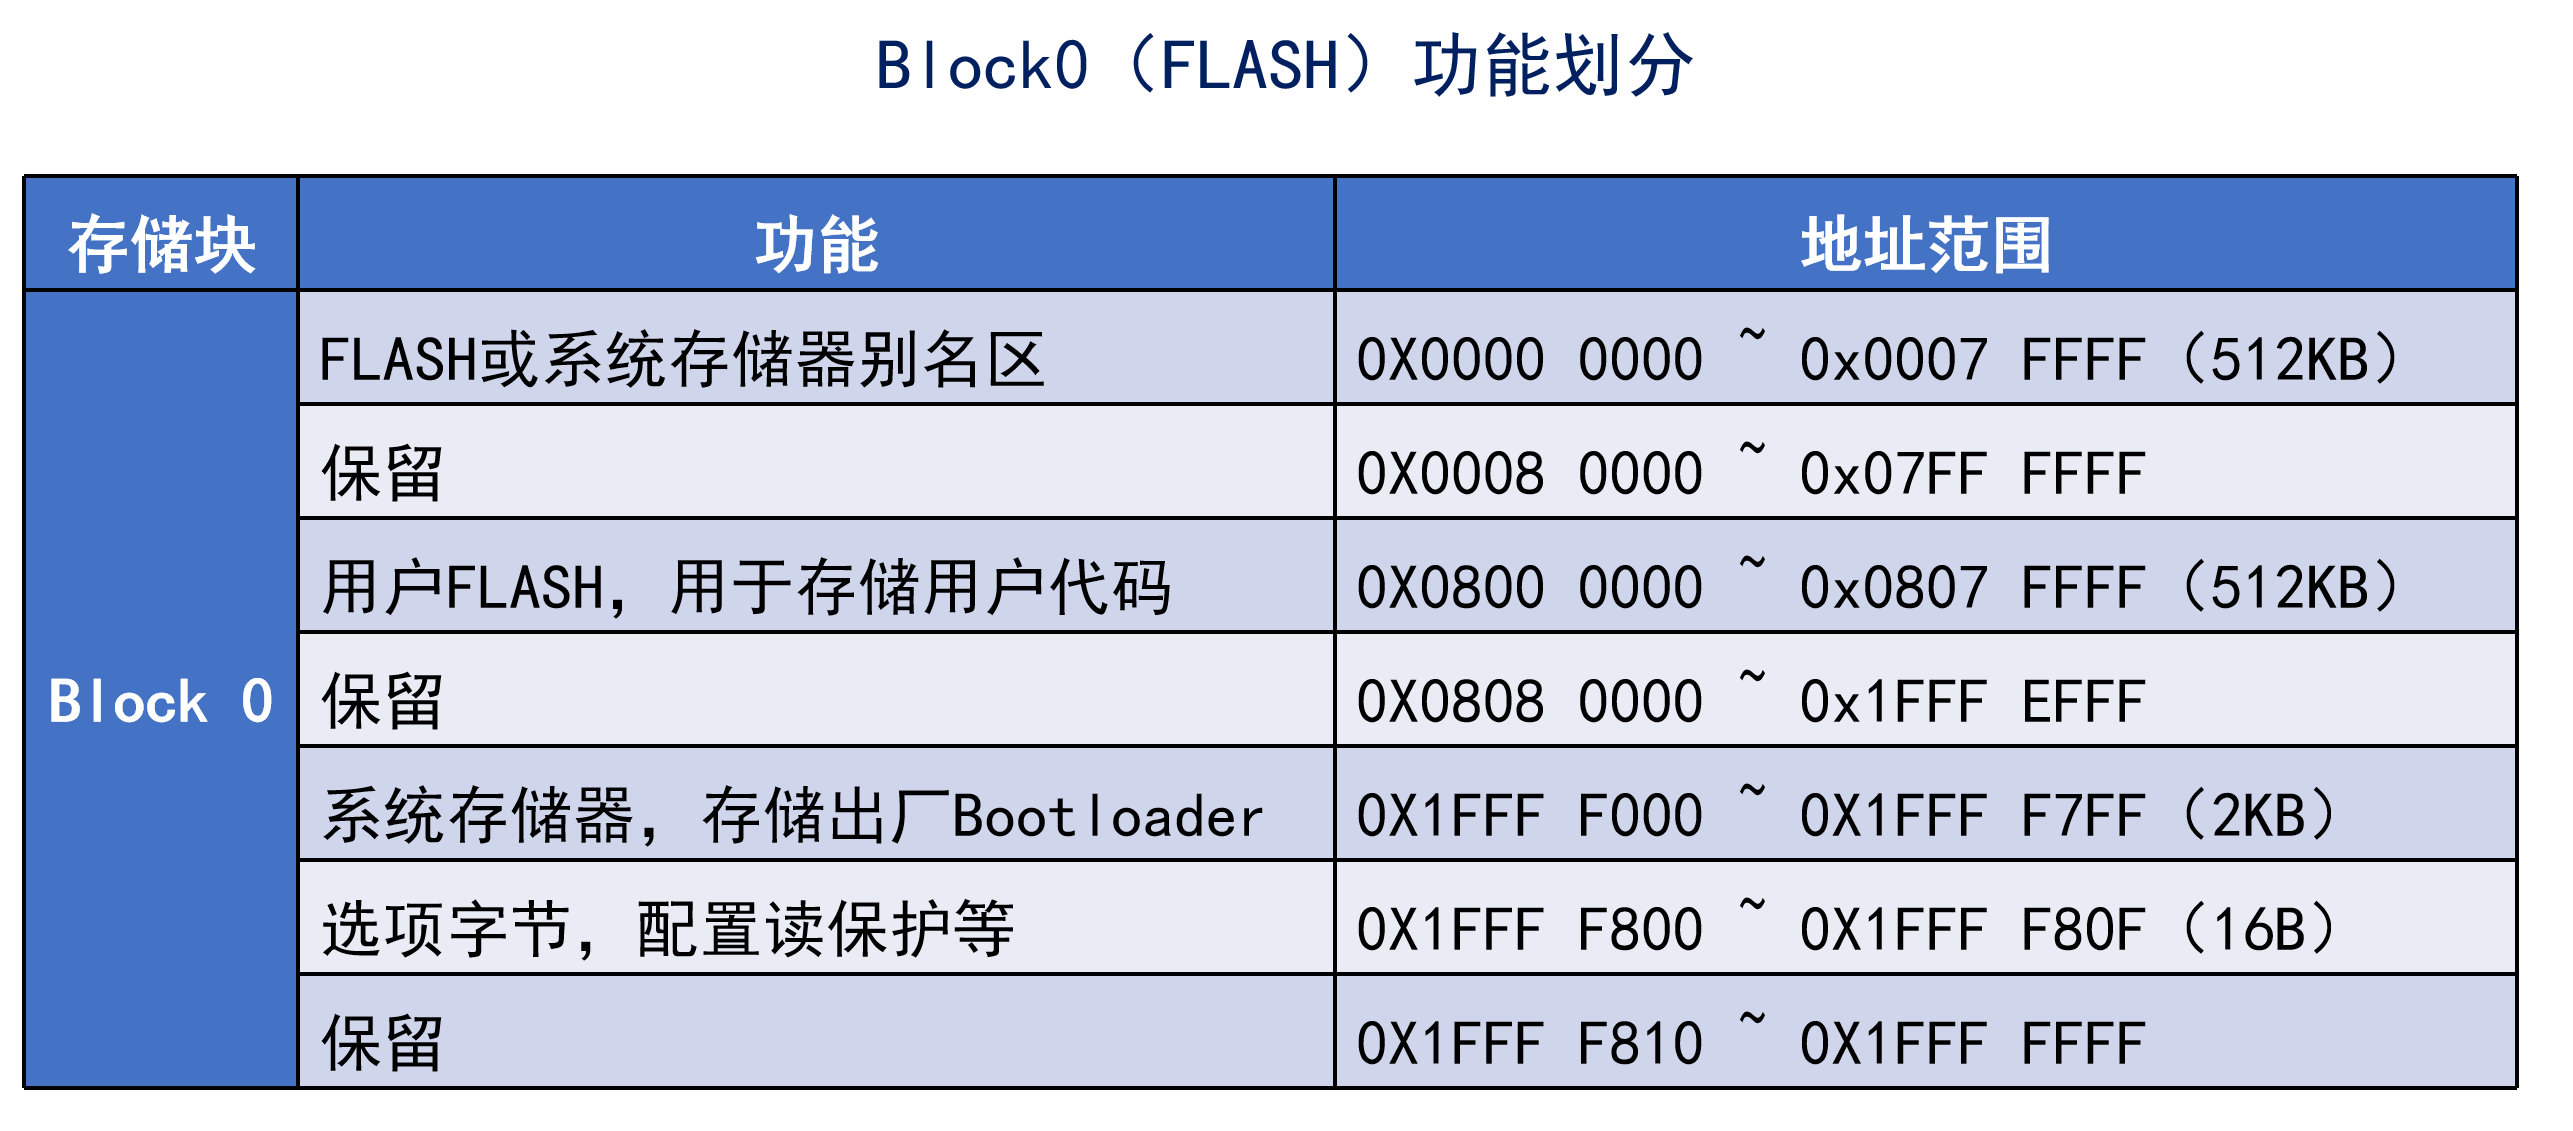 Block0（FLASH）功能划分
存储块 功能 地址范围
FLASH或系统存储器别名区 0X0000 0000 ~ 0x0007 FFFF（512KB）
保留 0X0008 0000 ~ 0x07FF FFFF
用户FLASH，用于存储用户代码 0X0800 0000 ~ 0x0807 FFFF（512KB）
Block 0 保留 0X0808 0000 ~ 0x1FFF EFFF
系统存储器，存储出厂Bootloader 0X1FFF F000 ~ 0X1FFF F7FF（2KB）
选项字节，配置读保护等 0X1FFF F800 ~ 0X1FFF F80F（16B）
保留 0X1FFF F810 ~ 0X1FFF FFFF